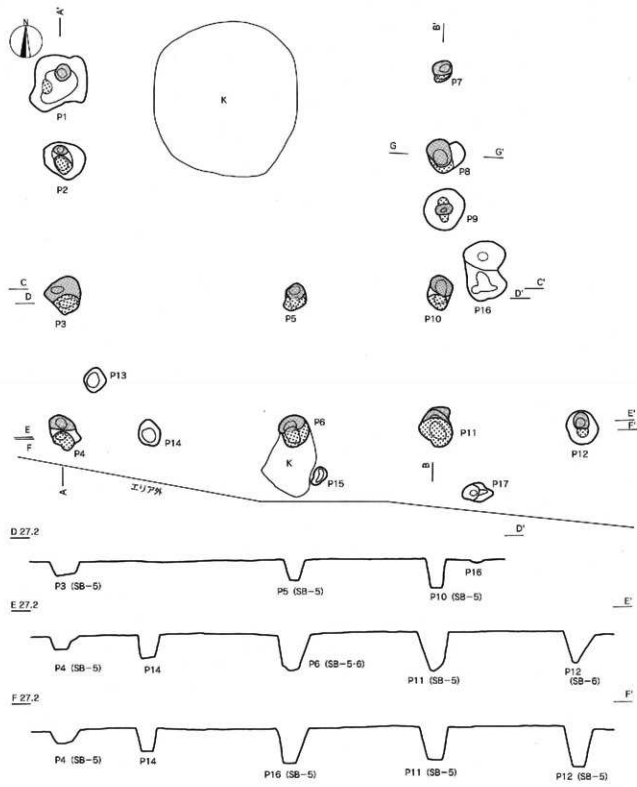 N
A'
B'
P1
K
P7
P2
G
G'
P8
P9
C
D
C'
D'
P3
P5
P10
P16
P13
P4
P14
P6
P11
P12
E
F
E'
F'
K
P15
B
P17
A
エリア外
D 27.2
D'
P3 (SB-5)
P5 (SB-5)
P10 (SB-5)
P16
E 27.2
E'
P4 (SB-5)
P14
P6 (SB-5·6)
P11 (SB-5)
P12
(SB-6)
F 27.2
F'
P4 (SB-5)
P14
P16 (SB-5)
P11 (SB-5)
P12 (SB-5)